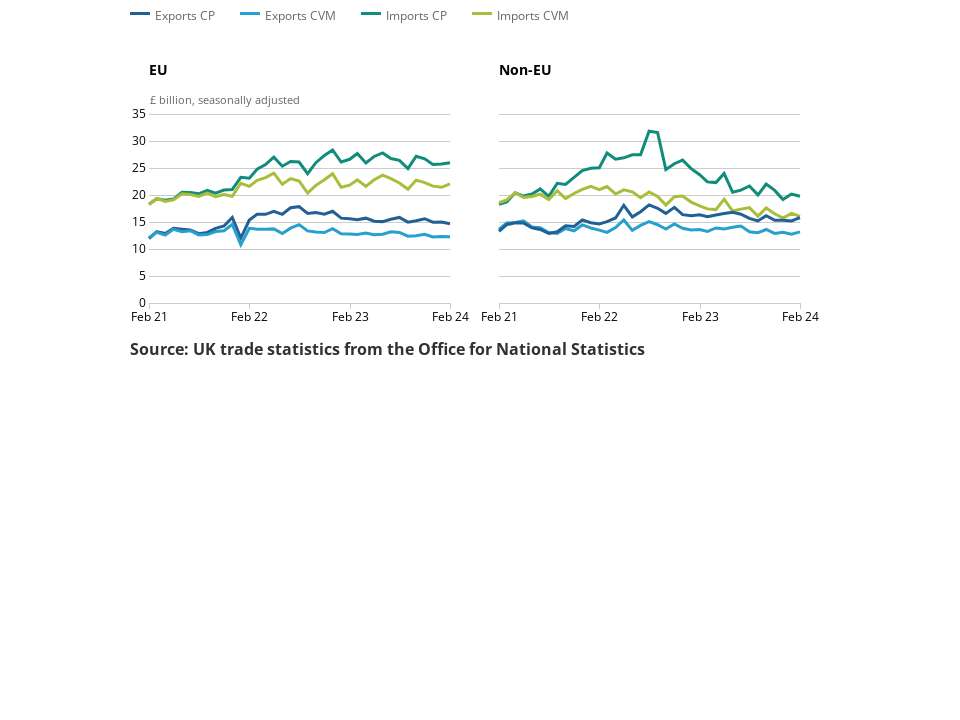 Exports CP Exports CVM Imports CP Imports CVM
EU Non-EU
£ billion, seasonally adjusted
35
30
25
20
15
10
5
0
Feb 21 Feb 22 Feb 23 Feb 24 Feb 21 Feb 22 Feb 23 Feb 24
Source: UK trade statistics from the Office for National Statistics